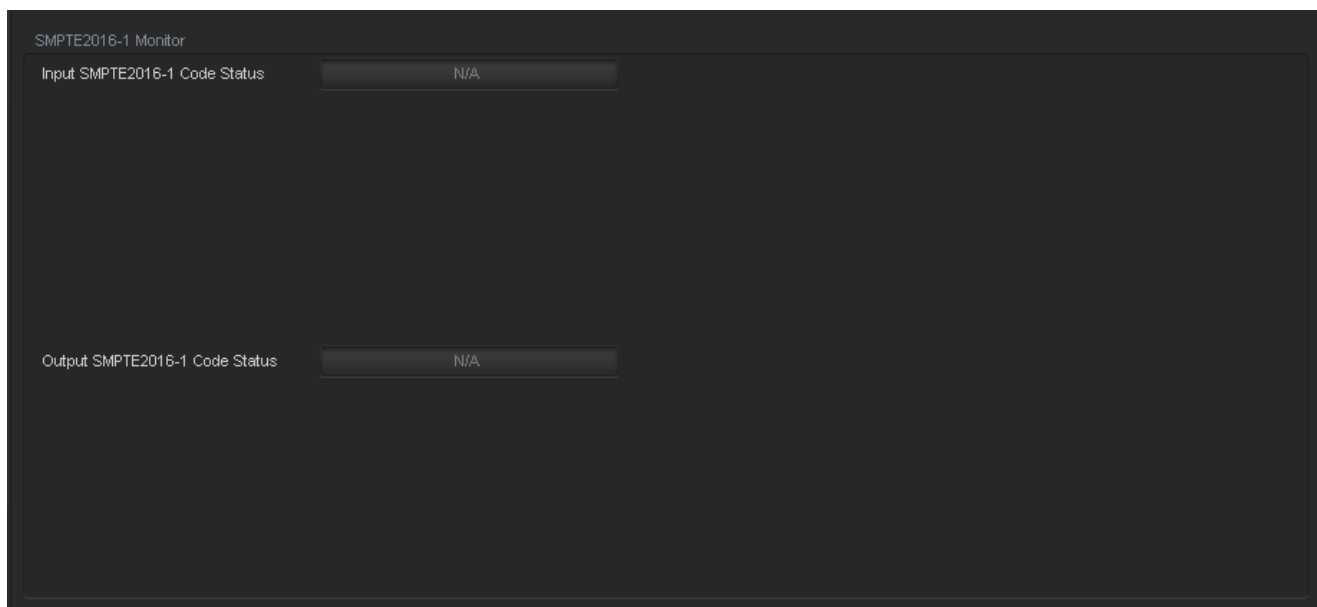 SMPTE2016-1 Monitor
Input SMPTE2016-1 Code Status N/A
Output SMPTE2016-1 Code Status N/A